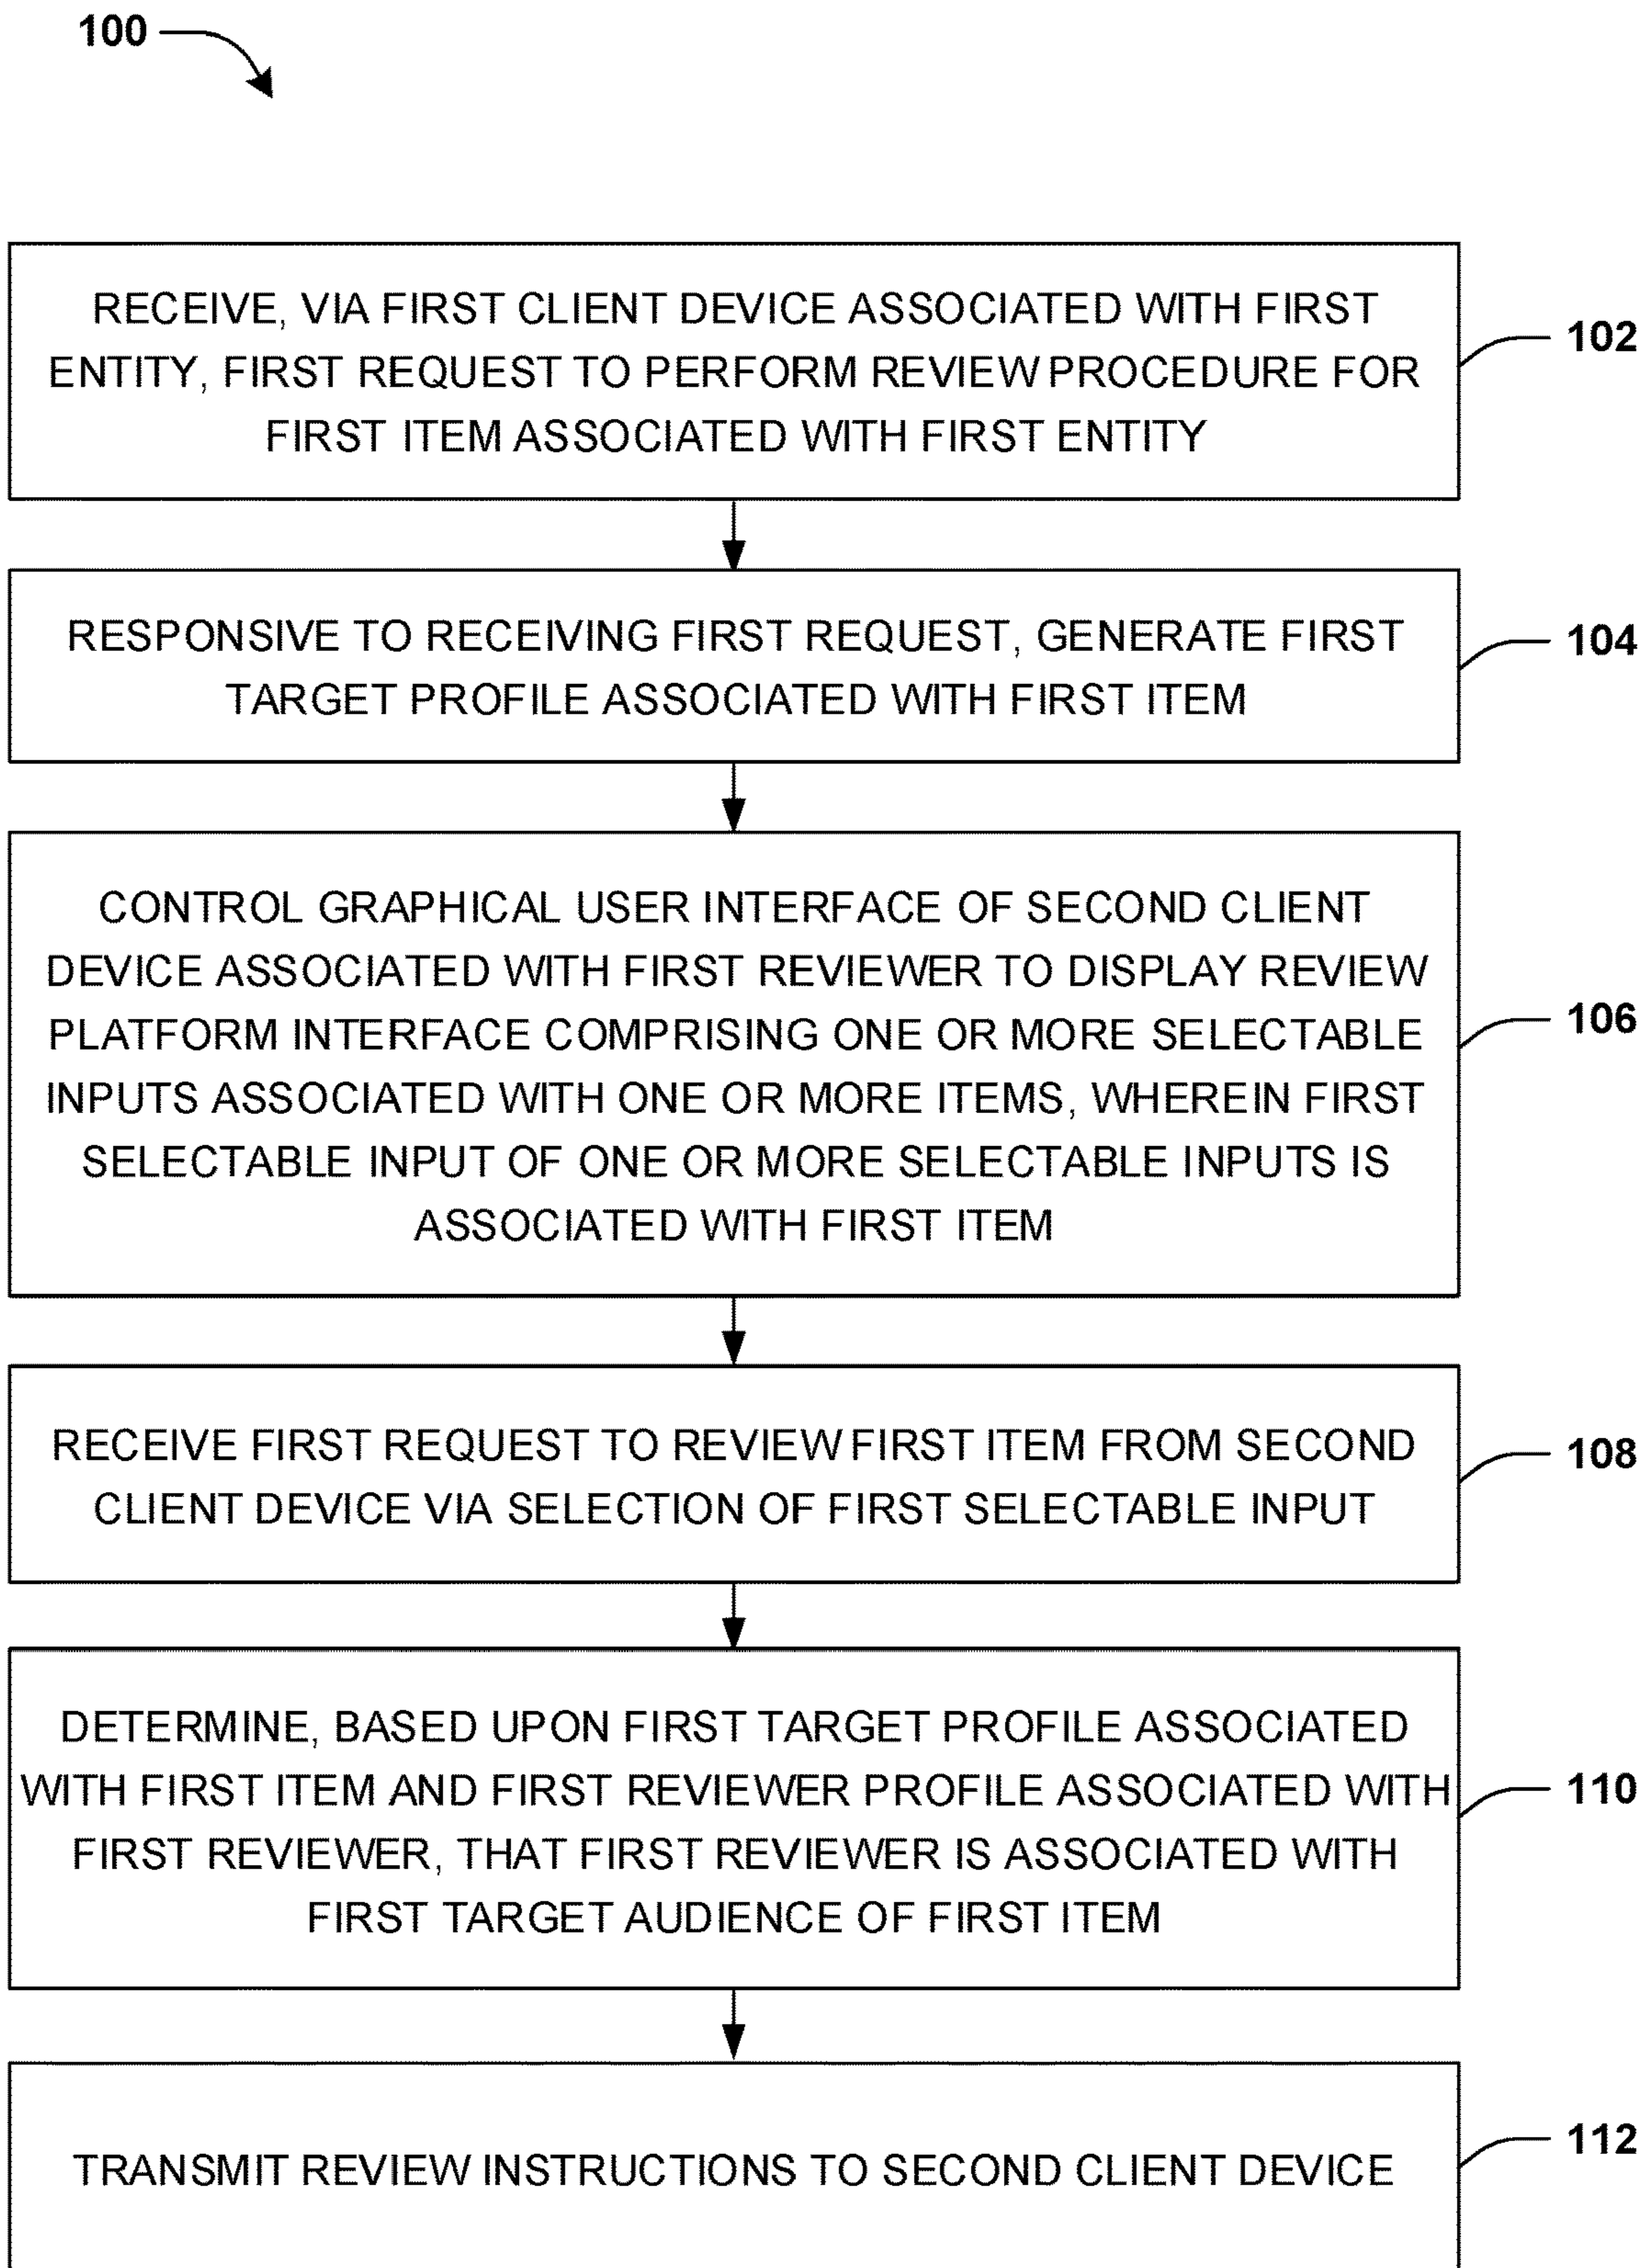 100
RECEIVE, VIA FIRST CLIENT DEVICE ASSOCIATED WITH FIRST
ENTITY, FIRST REQUEST TO PERFORM REVIEW PROCEDURE FOR
FIRST ITEM ASSOCIATED WITH FIRST ENTITY
102
RESPONSIVE TO RECEIVING FIRST REQUEST, GENERATE FIRST
TARGET PROFILE ASSOCIATED WITH FIRST ITEM
104
CONTROL GRAPHICAL USER INTERFACE OF SECOND CLIENT
DEVICE ASSOCIATED WITH FIRST REVIEWER TO DISPLAY REVIEW
PLATFORM INTERFACE COMPRISING ONE OR MORE SELECTABLE
INPUTS ASSOCIATED WITH ONE OR MORE ITEMS, WHEREIN FIRST
SELECTABLE INPUT OF ONE OR MORE SELECTABLE INPUTS IS
ASSOCIATED WITH FIRST ITEM
106
RECEIVE FIRST REQUEST TO REVIEW FIRST ITEM FROM SECOND
CLIENT DEVICE VIA SELECTION OF FIRST SELECTABLE INPUT
108
DETERMINE, BASED UPON FIRST TARGET PROFILE ASSOCIATED
WITH FIRST ITEM AND FIRST REVIEWER PROFILE ASSOCIATED WITH
FIRST REVIEWER, THAT FIRST REVIEWER IS ASSOCIATED WITH
FIRST TARGET AUDIENCE OF FIRST ITEM
110
TRANSMIT REVIEW INSTRUCTIONS TO SECOND CLIENT DEVICE
112